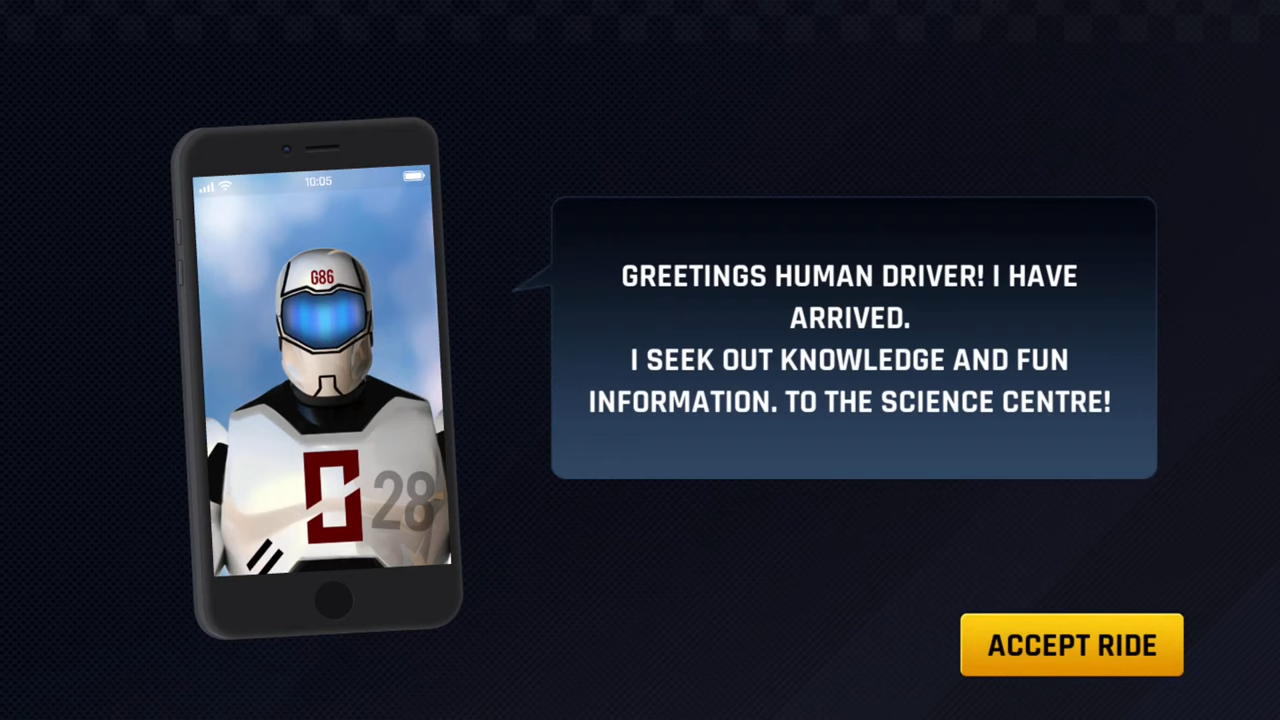 10:05
G86
28
GREETINGS HUMAN DRIVER! I HAVE
ARRIVED.
I SEEK OUT KNOWLEDGE AND FUN
INFORMATION. TO THE SCIENCE CENTRE!
ACCEPT RIDE